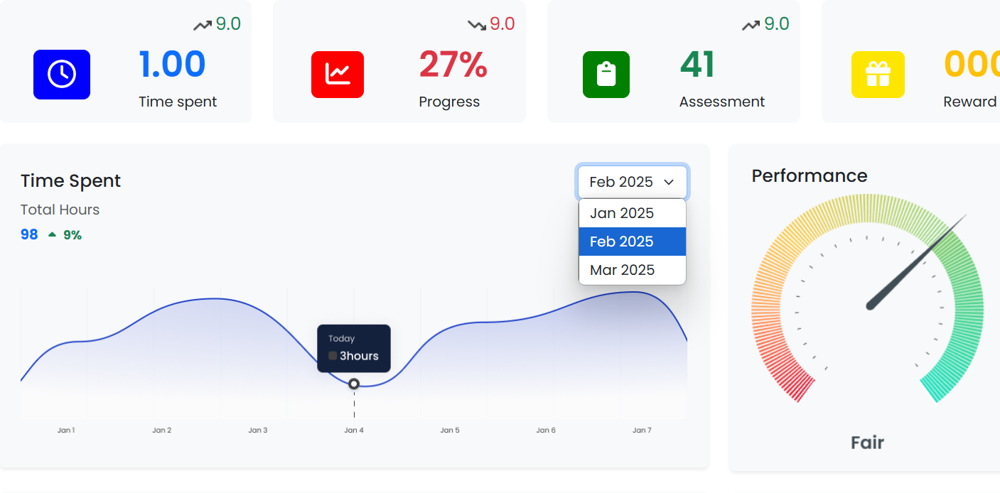 9.0
1.00
Time spent
9.0
27%
Progress
9.0
41
Assessment
Reward
Time Spent
Total Hours
98 9%
Feb 2025
Jan 2025
Feb 2025
Mar 2025
Today
3hours
Jan 1 Jan 2 Jan 3 Jan 4 Jan 5 Jan 6 Jan 7
Performance
Fair